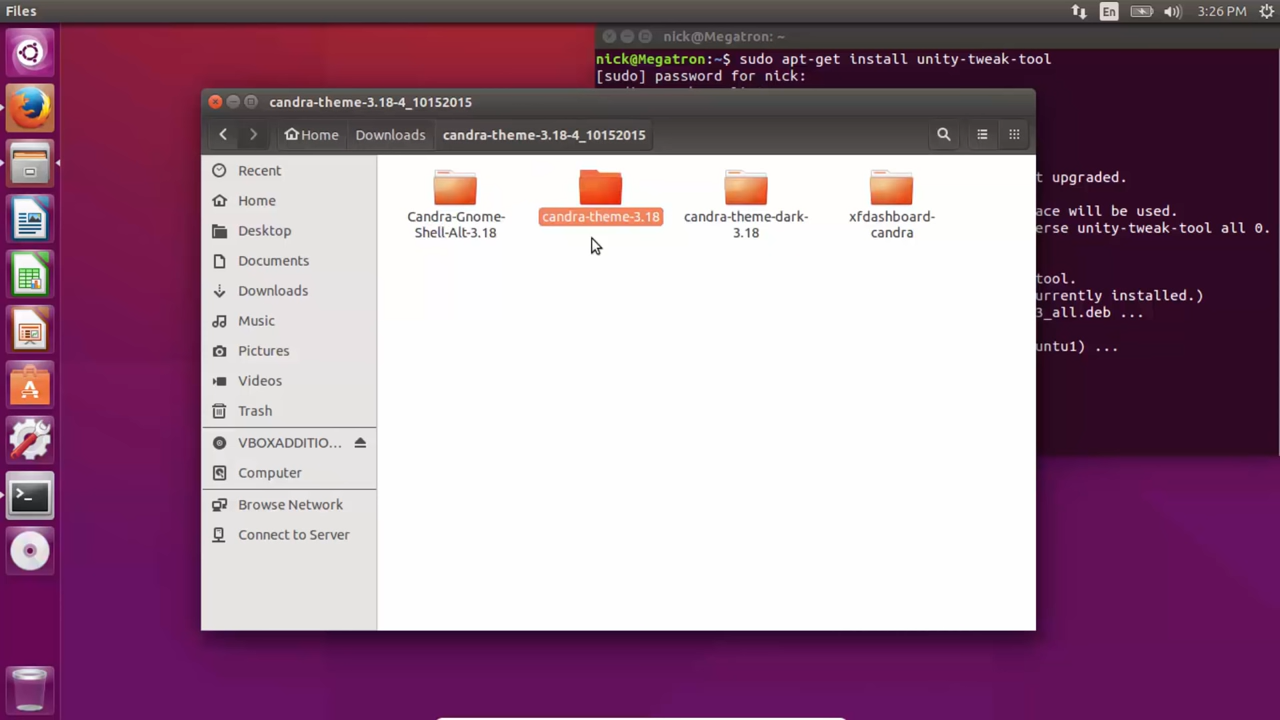 Files
En
3:26 PM
nick@Megatron: ~
nick@Megatron:~$ sudo apt-get install unity-tweak-tool
[sudo] password for nick:
candra-theme-3.18-4_10152015
Home
Downloads
candra-theme-3.18-4_10152015
Recent
Home
Desktop
Documents
Downloads
Music
Pictures
Videos
Trash
VBOXADDITIO...
Computer
Browse Network
Connect to Server
Candra-Gnome-
Shell-Alt-3.18
candra-theme-3.18
candra-theme-dark-
3.18
xfdashboard-
candra
t upgraded.
ace will be used.
erse unity-tweak-tool all 0.
tool.
urrently installed.)
3_all.deb ...
untu1) ...